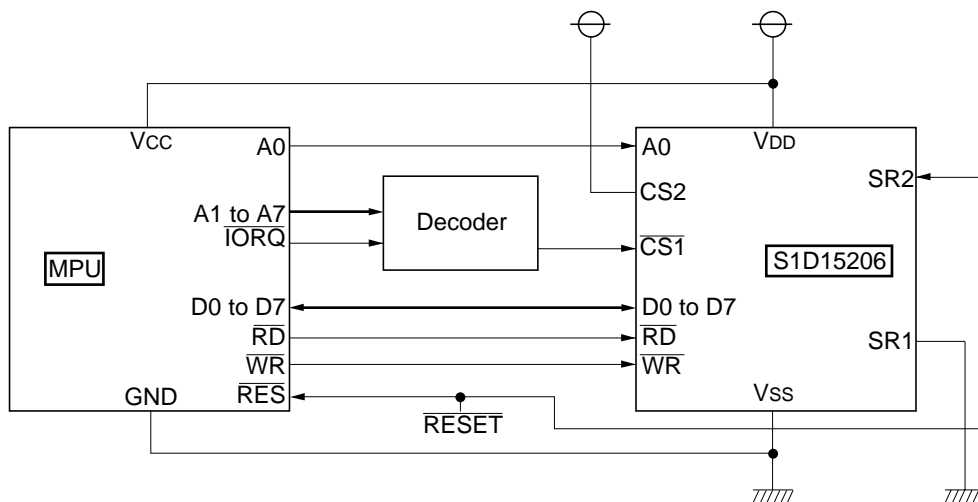 VCC
A0
A1 to A7
IORQ
MPU
D0 to D7
RD
WR
RES
GND
RESET
Decoder
VDD
A0
CS2
CS1
D0 to D7
RD
WR
VSS
SR2
S1D15206
SR1